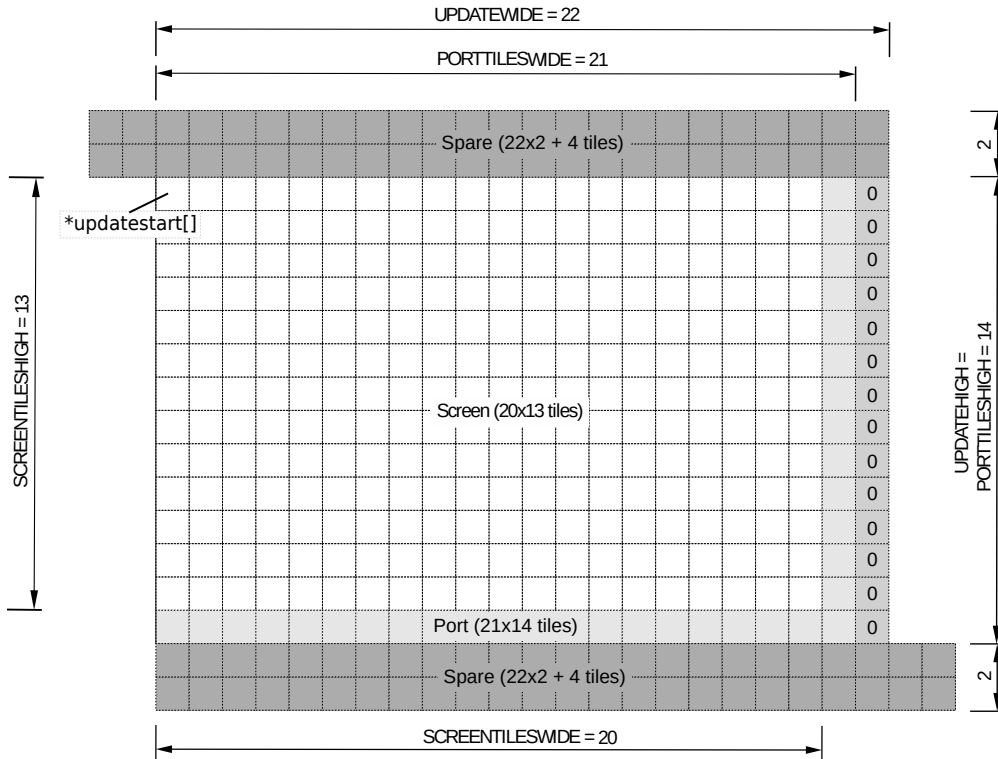 UPDATEWIDE = 22
PORTTILESWIDE = 21
Spare (22x2 + 4 tiles)
2
*updatestart[]
0
0
0
0
0
0
0
0
0
0
0
0
0
0
SCREENTILESHIGH = 13
Screen (20x13 tiles)
UPDATEHIGH =
PORTTILESHIGH = 14
Port (21x14 tiles)
Spare (22x2 + 4 tiles)
2
SCREENTILESWIDE = 20